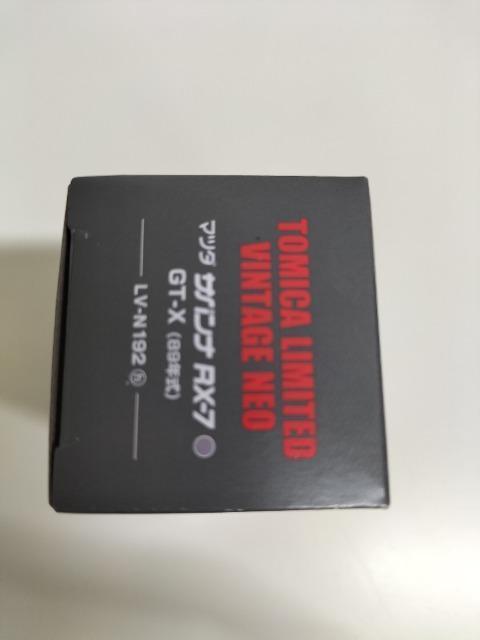 TOMICA LIMITED
VINTAGE NEO
マツダ サバンナ RX-7
GT-X (89年式)
LV-N192